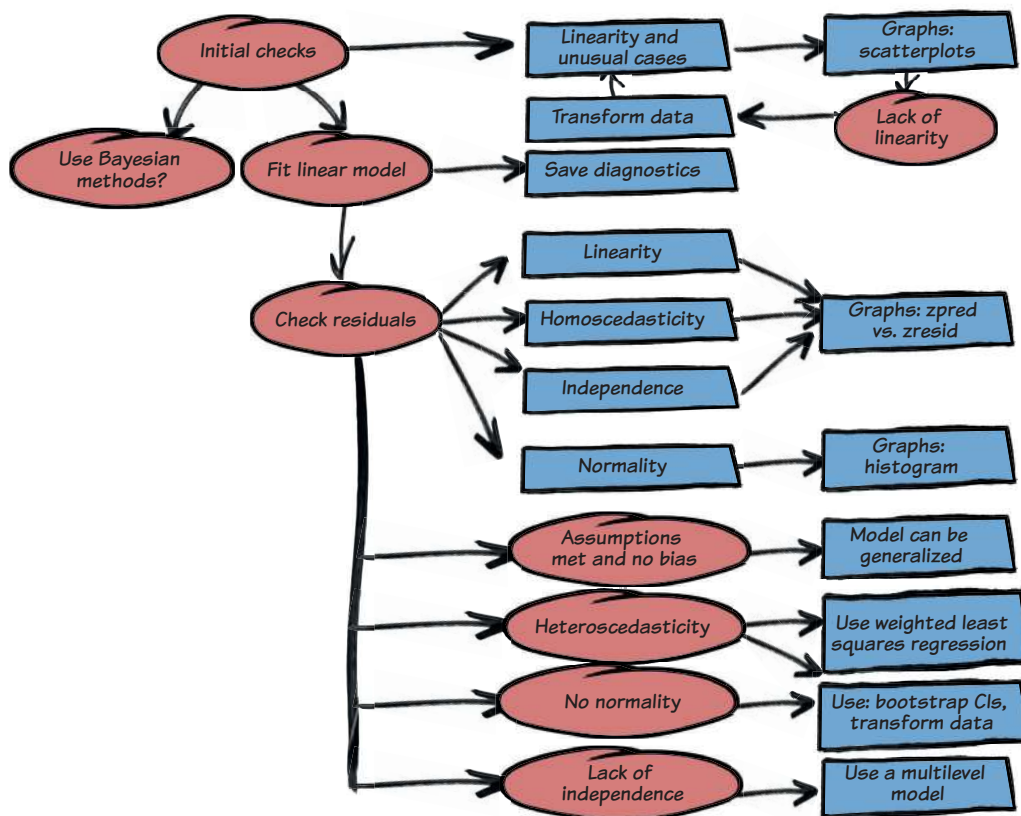 Initial checks
Linearity and
unusual cases
Graphs:
scatterplots
Transform data
Lack of
linearity
Use Bayesian
methods?
Fit linear model
Save diagnostics
Linearity
Check residuals
Homoscedasticity
Graphs: zpred
vs. zresid
Independence
Normality
Graphs:
histogram
Assumptions
met and no bias
Model can be
generalized
Heteroscedasticity
Use weighted least
squares regression
No normality
Use: bootstrap CIs,
transform data
Lack of
independence
Use a multilevel
model